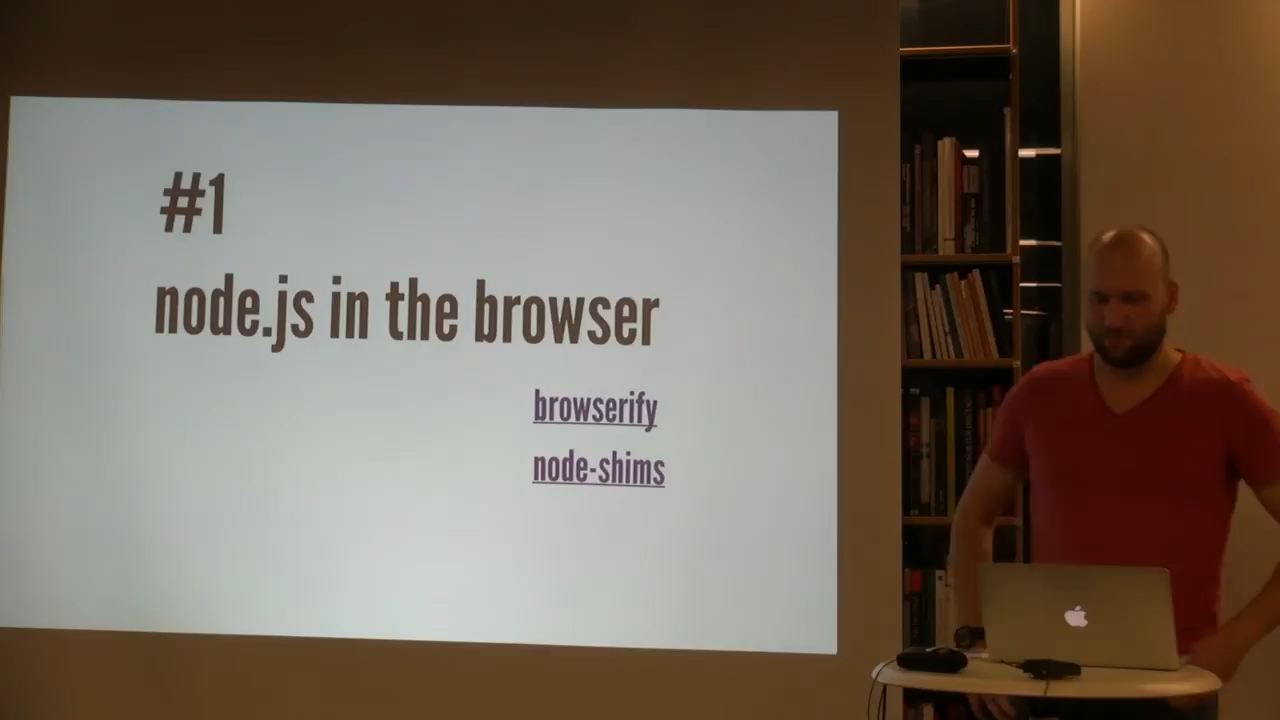 #1
node.js in the browser
browserify
node-shims